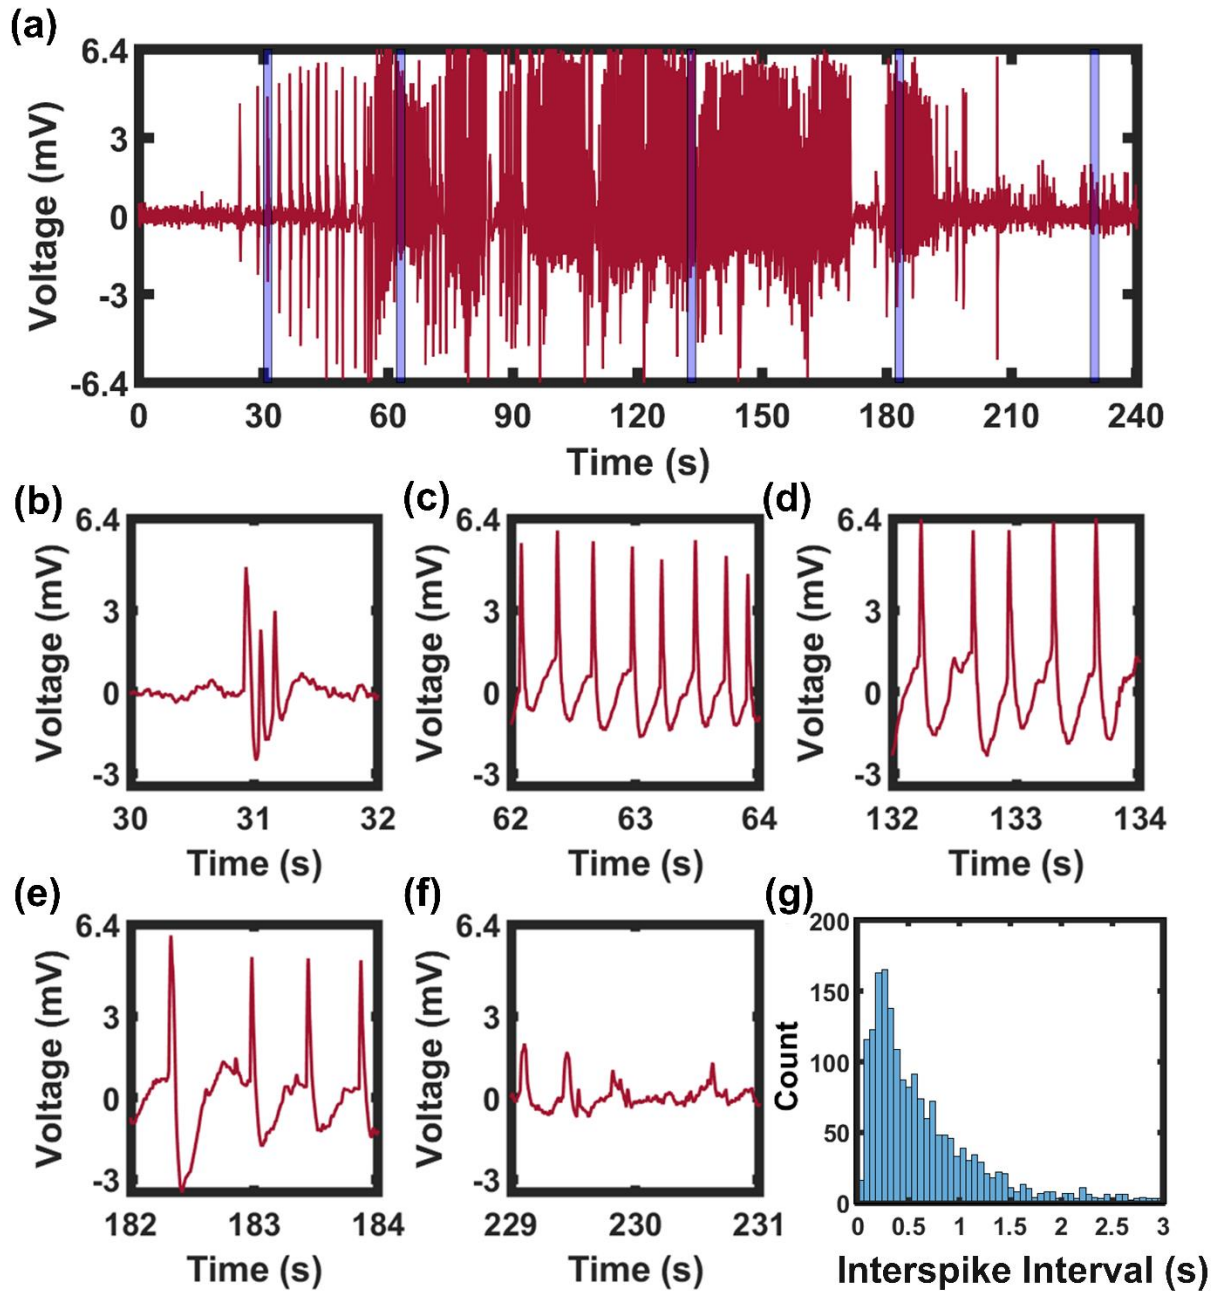 (a)
6.4
3
0
-3
-6.4
Voltage (mV)
0 30 60 90 120 150 180 210 240
Time (s)
(b)
6.4
3
0
-3
Voltage (mV)
30 31 32
Time (s)
(c)
6.4
3
0
-3
Voltage (mV)
62 63 64
Time (s)
(d)
6.4
3
0
-3
Voltage (mV)
132 133 134
Time (s)
(e)
6.4
3
0
-3
Voltage (mV)
182 183 184
Time (s)
(f)
6.4
3
0
-3
Voltage (mV)
229 230 231
Time (s)
(g)
200
150
100
50
0
Count
0 0.5 1 1.5 2 2.5 3
Interspike Interval (s)